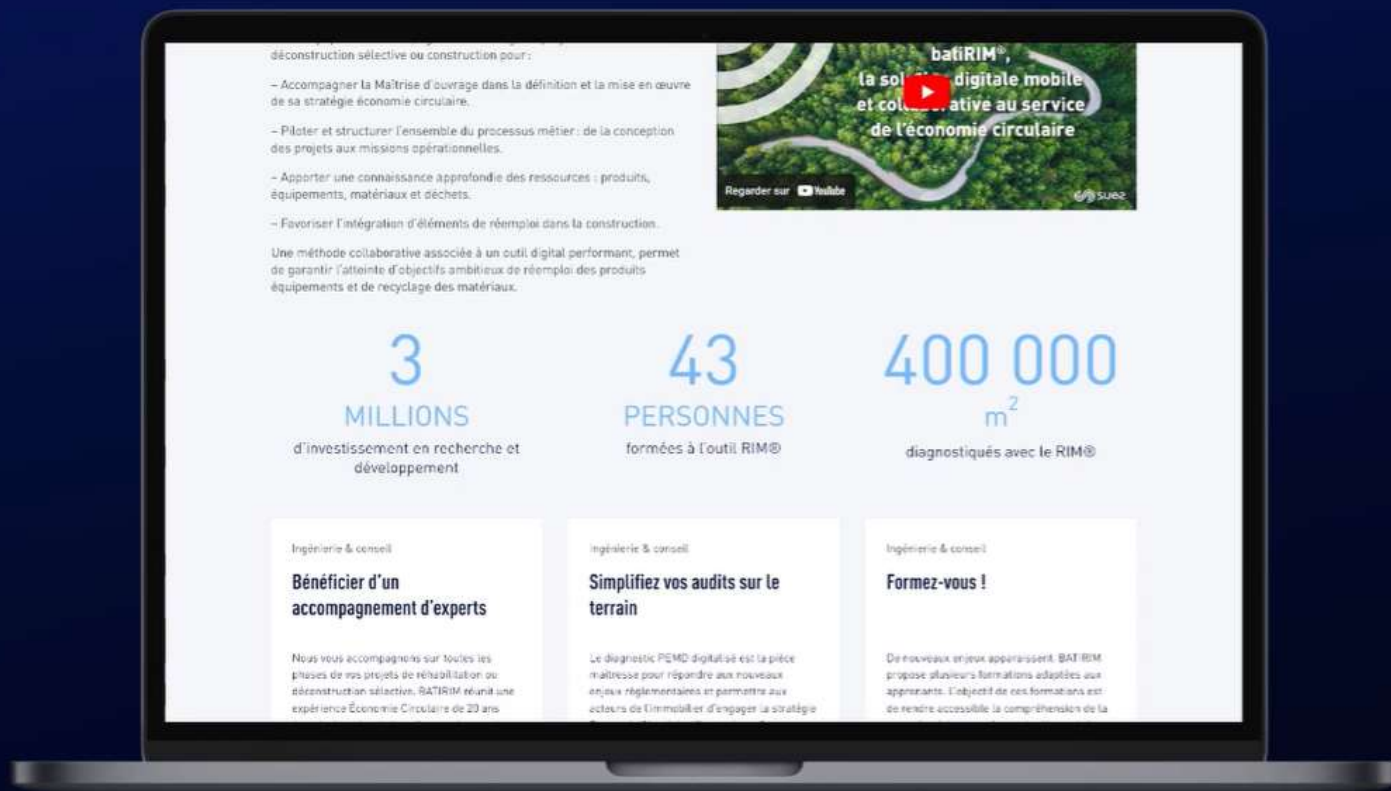 déconstruction sélective ou construction pour :
– Accompagner la Maîtrise d'ouvrage dans la définition et la mise en œuvre
de sa stratégie économie circulaire.
– Piloter et structurer l'ensemble du processus métier : de la conception
des projets aux missions opérationnelles.
– Apporter une connaissance approfondie des ressources : produits,
équipements, matériaux et déchets.
– Favoriser l'intégration d'éléments de réemploi dans la construction.
Une méthode collaborative associée à un outil digital performant, permet
de garantir l'atteinte d'objectifs ambitieux de réemploi des produits
équipements et de recyclage des matériaux.
batiRIM®,
la digitale mobile
et au service
de l'économie circulaire
Regarder sur YouTube
suez
3
MILLIONS
d'investissement en recherche et
développement
43
PERSONNES
formées à l'outil RIM®
400 000
m²
diagnostiqués avec le RIM®
Ingénierie & conseil
Bénéficier d'un
accompagnement d'experts
Nous vous accompagnons sur toutes les
phases de vos projets de réhabilitation ou
déconstruction sélective. BATIRIM réunit une
expérience Économie Circulaire de 20 ans
Ingénierie & conseil
Simplifiez vos audits sur le
terrain
Le diagnostic PEMD digitalisé est la pièce
maîtresse pour répondre aux nouveaux
enjeux règlementaires et permettre aux
acteurs de l'immobilier d'engager la stratégie
Ingénierie & conseil
Formez-vous !
De nouveaux enjeux apparaissent. BATIRIM
propose plusieurs formations adaptées aux
apprenants. L'objectif de ces formations est
de rendre accessible la compréhension de la